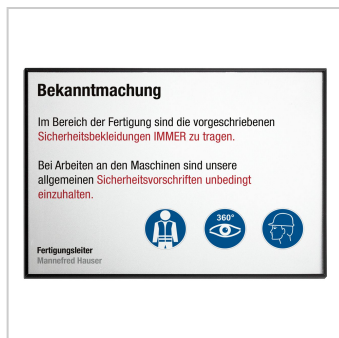 Bekanntmachung
Im Bereich der Fertigung sind die vorgeschriebenen
Sicherheitsbekleidungen IMMER zu tragen.
Bei Arbeiten an den Maschinen sind unsere
allgemeinen Sicherheitsvorschriften unbedingt
einzuhalten.
360°
Fertigungsleiter
Mannefred Hauser